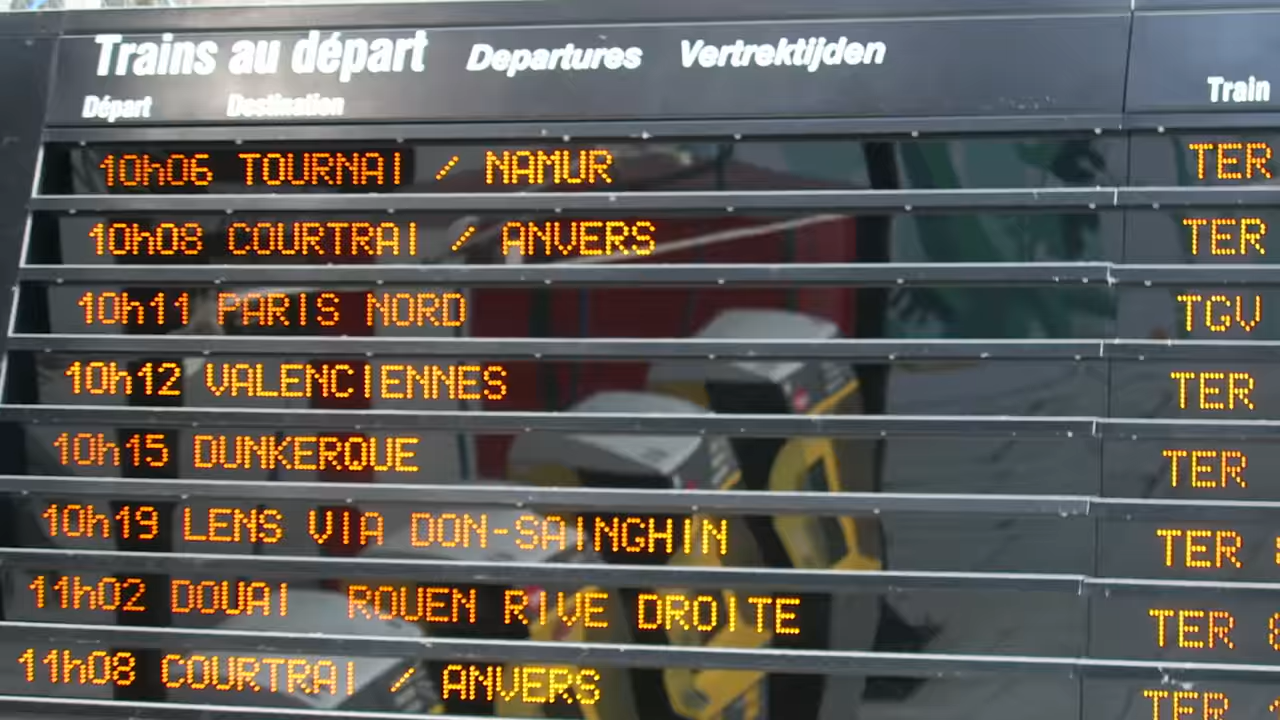 Trains au départ Departures Vertrektijden
Départ Destination Train
10h06 TOURNAI / NAMUR TER
10h08 COURTRAI / ANVERS TER
10h11 PARIS NORD TGV
10h12 VALENCIENNES TER
10h15 DUNKERQUE TER
10h19 LENS VIA DON-SAINGHIN TER
11h02 DOUAI ROUEN RIVE DROITE TER
11h08 COURTRAI / ANVERS TER